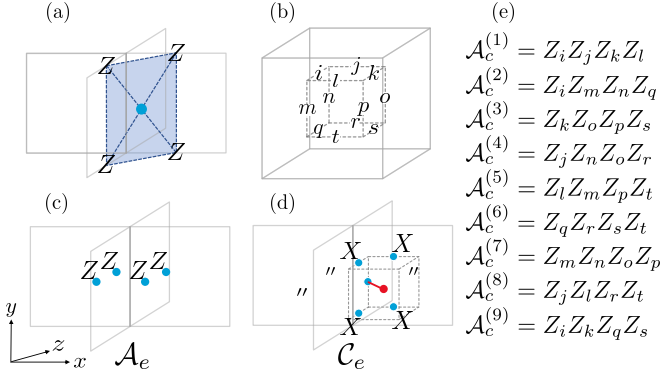 (a)
Z
Z
Z
Z
(b)
i
j
k
l
m
n
o
p
q
r
s
t
(c)
Z Z Z Z
y
z
x
𝒜_e
(d)
X
X
X
X
″
″
″
𝒞_e
(e)
𝒜_c^{(1)} = Z_i Z_j Z_k Z_l
𝒜_c^{(2)} = Z_i Z_m Z_n Z_q
𝒜_c^{(3)} = Z_k Z_o Z_p Z_s
𝒜_c^{(4)} = Z_j Z_n Z_o Z_r
𝒜_c^{(5)} = Z_l Z_m Z_p Z_t
𝒜_c^{(6)} = Z_q Z_r Z_s Z_t
𝒜_c^{(7)} = Z_m Z_n Z_o Z_p
𝒜_c^{(8)} = Z_j Z_l Z_r Z_t
𝒜_c^{(9)} = Z_i Z_k Z_q Z_s